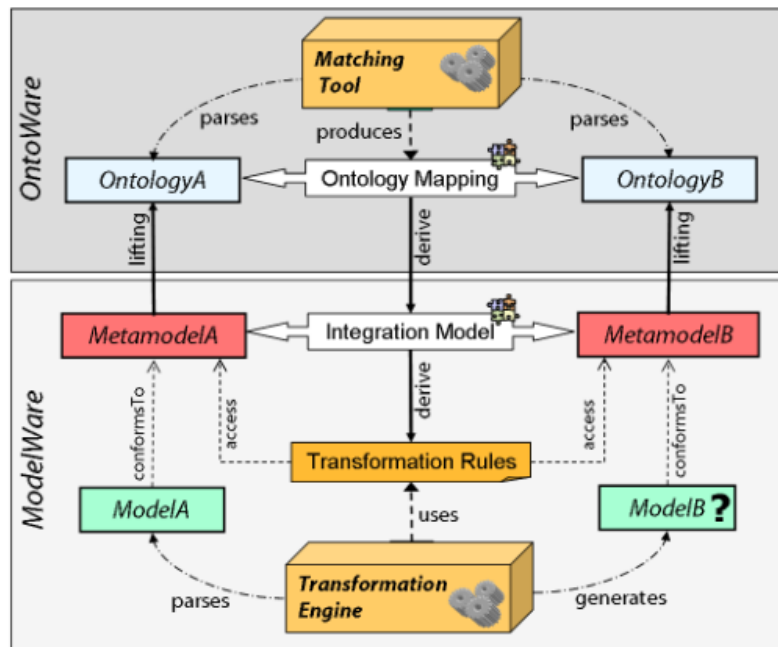 OntoWare
Matching
Tool
parses
produces
parses
OntologyA
Ontology Mapping
OntologyB
lifting
derive
lifting
ModelWare
MetamodelA
Integration Model
MetamodelB
conformsTo
access
derive
access
conformsTo
Transformation Rules
ModelA
uses
ModelB ?
parses
Transformation
Engine
generates